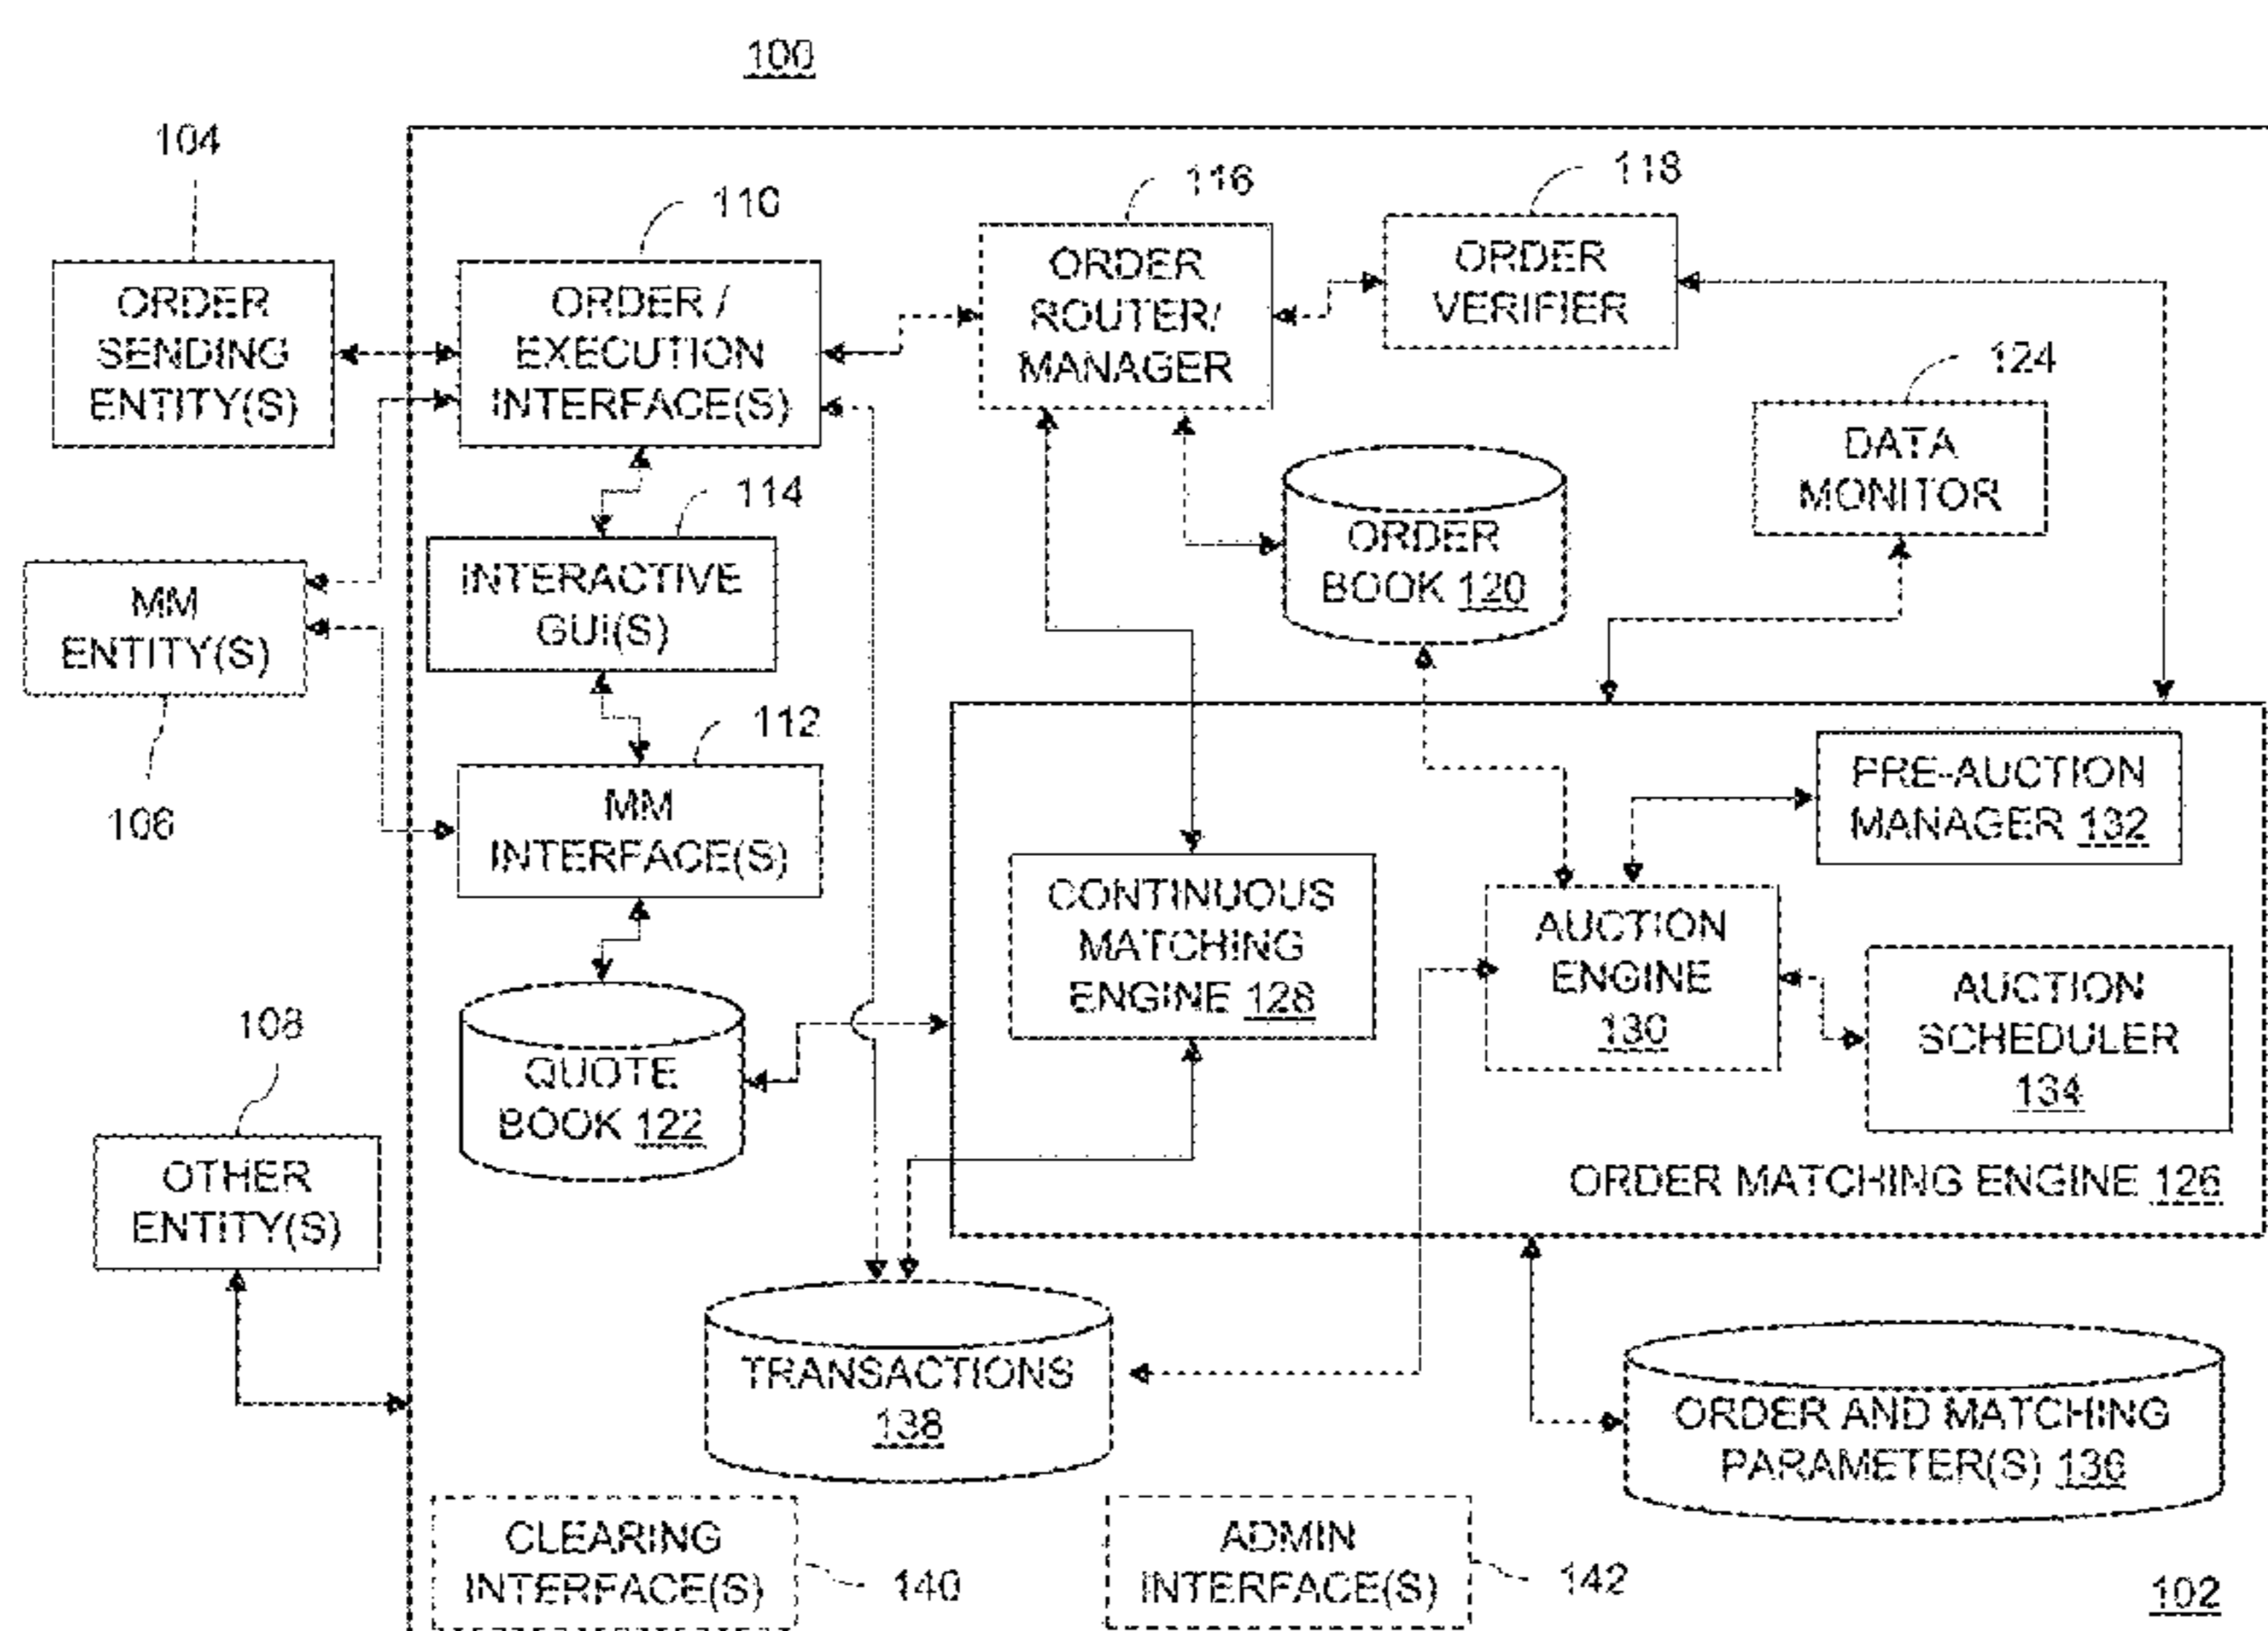 100
104
110
116
118
ORDER
SENDING
ENTITY(S)
ORDER /
EXECUTION
INTERFACE(S)
ORDER
ROUTER/
MANAGER
ORDER
VERIFIER
124
DATA
MONITOR
114
INTERACTIVE
GUI(S)
ORDER
BOOK 120
MM
ENTITY(S)
106
112
MM
INTERFACE(S)
PRE-AUCTION
MANAGER 132
CONTINUOUS
MATCHING
ENGINE 128
AUCTION
ENGINE
130
AUCTION
SCHEDULER
134
108
QUOTE
BOOK 122
OTHER
ENTITY(S)
ORDER MATCHING ENGINE 126
TRANSACTIONS
138
ORDER AND MATCHING
PARAMETER(S) 136
CLEARING
INTERFACE(S)
140
ADMIN
INTERFACE(S)
142
102